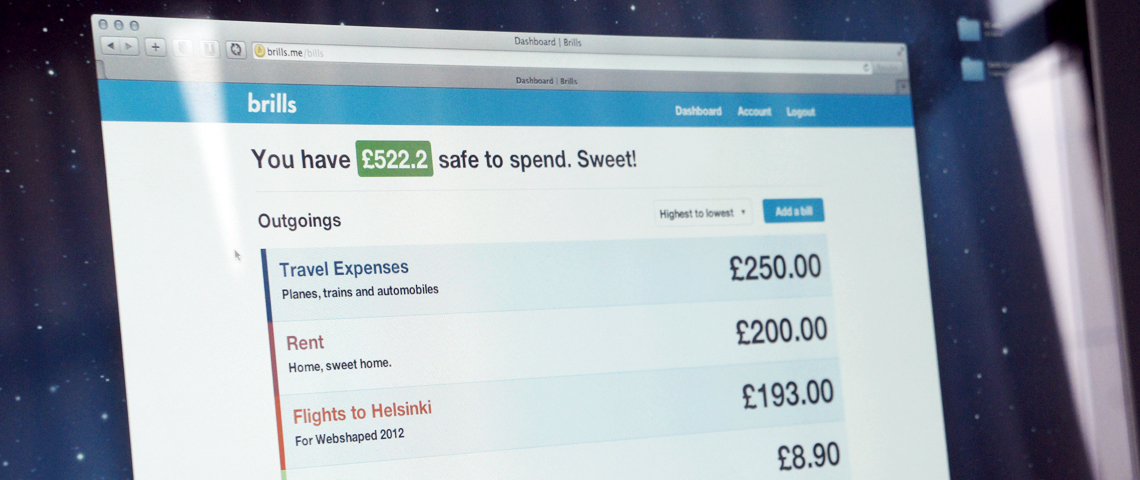 Dashboard | Brills
brills.me/bills
Dashboard | Brills
brills
Dashboard Account Logout
You have £522.2 safe to spend. Sweet!
Outgoings
Highest to lowest
Add a bill
Travel Expenses
£250.00
Planes, trains and automobiles
Rent
£200.00
Home, sweet home.
Flights to Helsinki
£193.00
For Webshaped 2012
£8.90